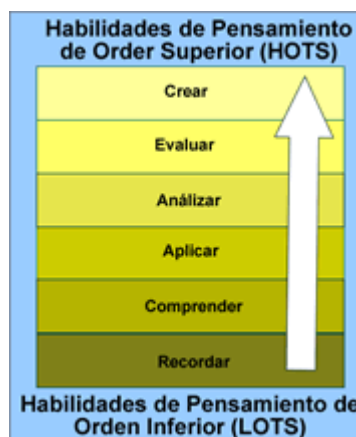 Habilidades de Pensamiento
de Order Superior (HOTS)
Crear
Evaluar
Análizar
Aplicar
Comprender
Recordar
Habilidades de Pensamiento de
Orden Inferior (LOTS)